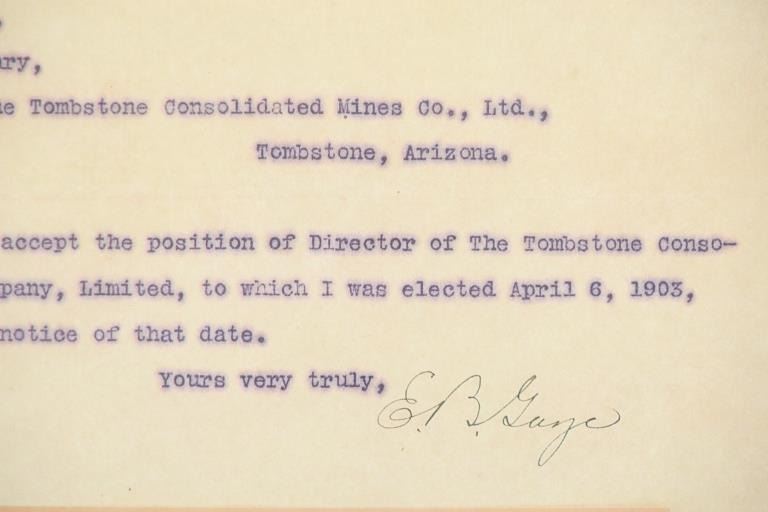 ry,
e Tombstone Consolidated Mines Co., Ltd.,
Tombstone, Arizona.
accept the position of Director of The Tombstone Conso-
pany, Limited, to which I was elected April 6, 1903,
notice of that date.
Yours very truly,
E. B. Gage